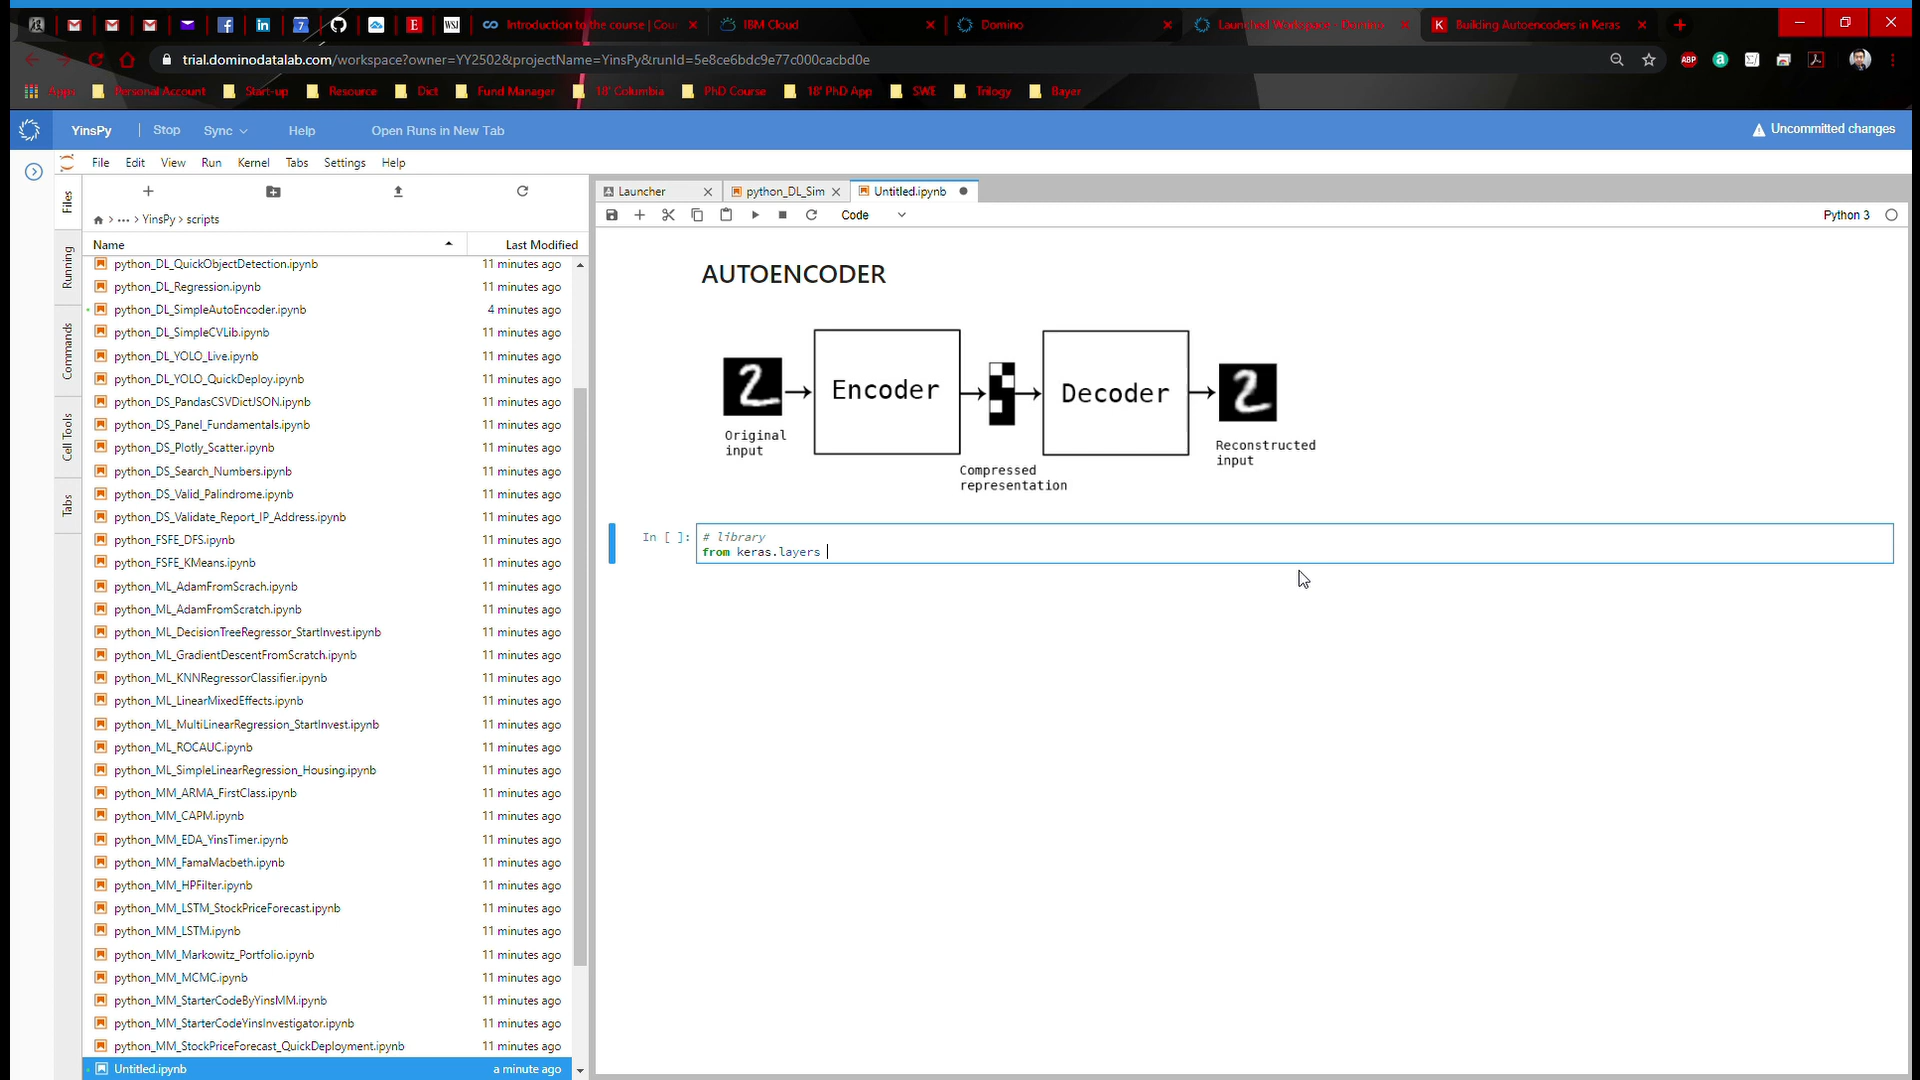 Introduction to the course | Cou
IBM Cloud
Domino
Launched Workspace - Domino
K Building Autoencoders in Keras
trial.dominodatalab.com/workspace?owner=YY2502&projectName=YinsPy&runId=5e8ce6bdc9e77c000cacbd0e
ABP
Apps
Personal Account
Start-up
Resource
Dict
Fund Manager
18' Columbia
PhD Course
18' PhD App
SWE
Trilogy
Bayer
YinsPy
Stop
Sync
Help
Open Runs in New Tab
Uncommitted changes
File Edit View Run Kernel Tabs Settings Help
Files
Running
Commands
Cell Tools
Tabs
> ··· > YinsPy > scripts
Name Last Modified
python_DL_QuickObjectDetection.ipynb 11 minutes ago
python_DL_Regression.ipynb 11 minutes ago
python_DL_SimpleAutoEncoder.ipynb 4 minutes ago
python_DL_SimpleCVLib.ipynb 11 minutes ago
python_DL_YOLO_Live.ipynb 11 minutes ago
python_DL_YOLO_QuickDeploy.ipynb 11 minutes ago
python_DS_PandasCSVDictJSON.ipynb 11 minutes ago
python_DS_Panel_Fundamentals.ipynb 11 minutes ago
python_DS_Plotly_Scatter.ipynb 11 minutes ago
python_DS_Search_Numbers.ipynb 11 minutes ago
python_DS_Valid_Palindrome.ipynb 11 minutes ago
python_DS_Validate_Report_IP_Address.ipynb 11 minutes ago
python_FSFE_DFS.ipynb 11 minutes ago
python_FSFE_KMeans.ipynb 11 minutes ago
python_ML_AdamFromScrach.ipynb 11 minutes ago
python_ML_AdamFromScratch.ipynb 11 minutes ago
python_ML_DecisionTreeRegressor_StartInvest.ipynb 11 minutes ago
python_ML_GradientDescentFromScratch.ipynb 11 minutes ago
python_ML_KNNRegressorClassifier.ipynb 11 minutes ago
python_ML_LinearMixedEffects.ipynb 11 minutes ago
python_ML_MultiLinearRegression_StartInvest.ipynb 11 minutes ago
python_ML_ROCAUC.ipynb 11 minutes ago
python_ML_SimpleLinearRegression_Housing.ipynb 11 minutes ago
python_MM_ARMA_FirstClass.ipynb 11 minutes ago
python_MM_CAPM.ipynb 11 minutes ago
python_MM_EDA_YinsTimer.ipynb 11 minutes ago
python_MM_FamaMacbeth.ipynb 11 minutes ago
python_MM_HPFilter.ipynb 11 minutes ago
python_MM_LSTM_StockPriceForecast.ipynb 11 minutes ago
python_MM_LSTM.ipynb 11 minutes ago
python_MM_Markowitz_Portfolio.ipynb 11 minutes ago
python_MM_MCMC.ipynb 11 minutes ago
python_MM_StarterCodeByYinsMM.ipynb 11 minutes ago
python_MM_StarterCodeYinsInvestigator.ipynb 11 minutes ago
python_MM_StockPriceForecast_QuickDeployment.ipynb 11 minutes ago
Untitled.ipynb a minute ago
Launcher
python_DL_Sim
Untitled.ipynb
Code
Python 3
AUTOENCODER
2
Encoder
Decoder
2
Original
input
Compressed
representation
Reconstructed
input
In [ ]:
# library
from keras.layers